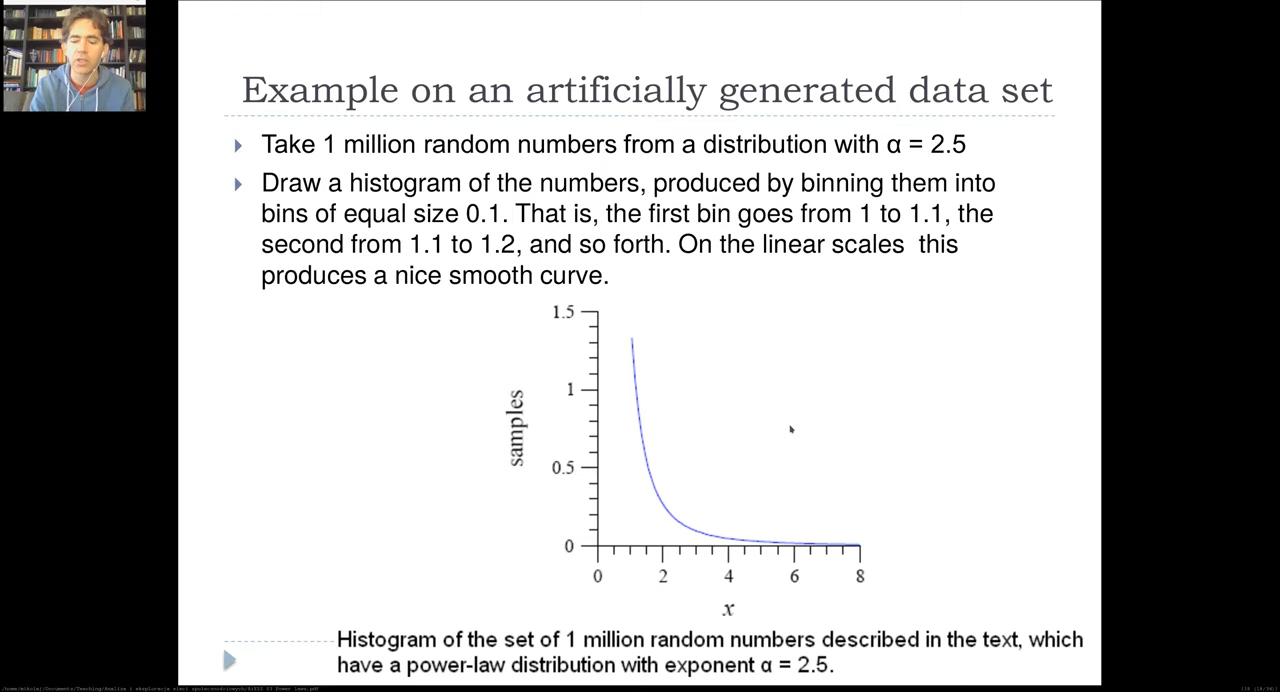 Example on an artificially generated data set
Take 1 million random numbers from a distribution with α = 2.5
Draw a histogram of the numbers, produced by binning them into
bins of equal size 0.1. That is, the first bin goes from 1 to 1.1, the
second from 1.1 to 1.2, and so forth. On the linear scales this
produces a nice smooth curve.
1.5
1
0.5
0
samples
0 2 4 6 8
x
Histogram of the set of 1 million random numbers described in the text, which
have a power-law distribution with exponent α = 2.5.